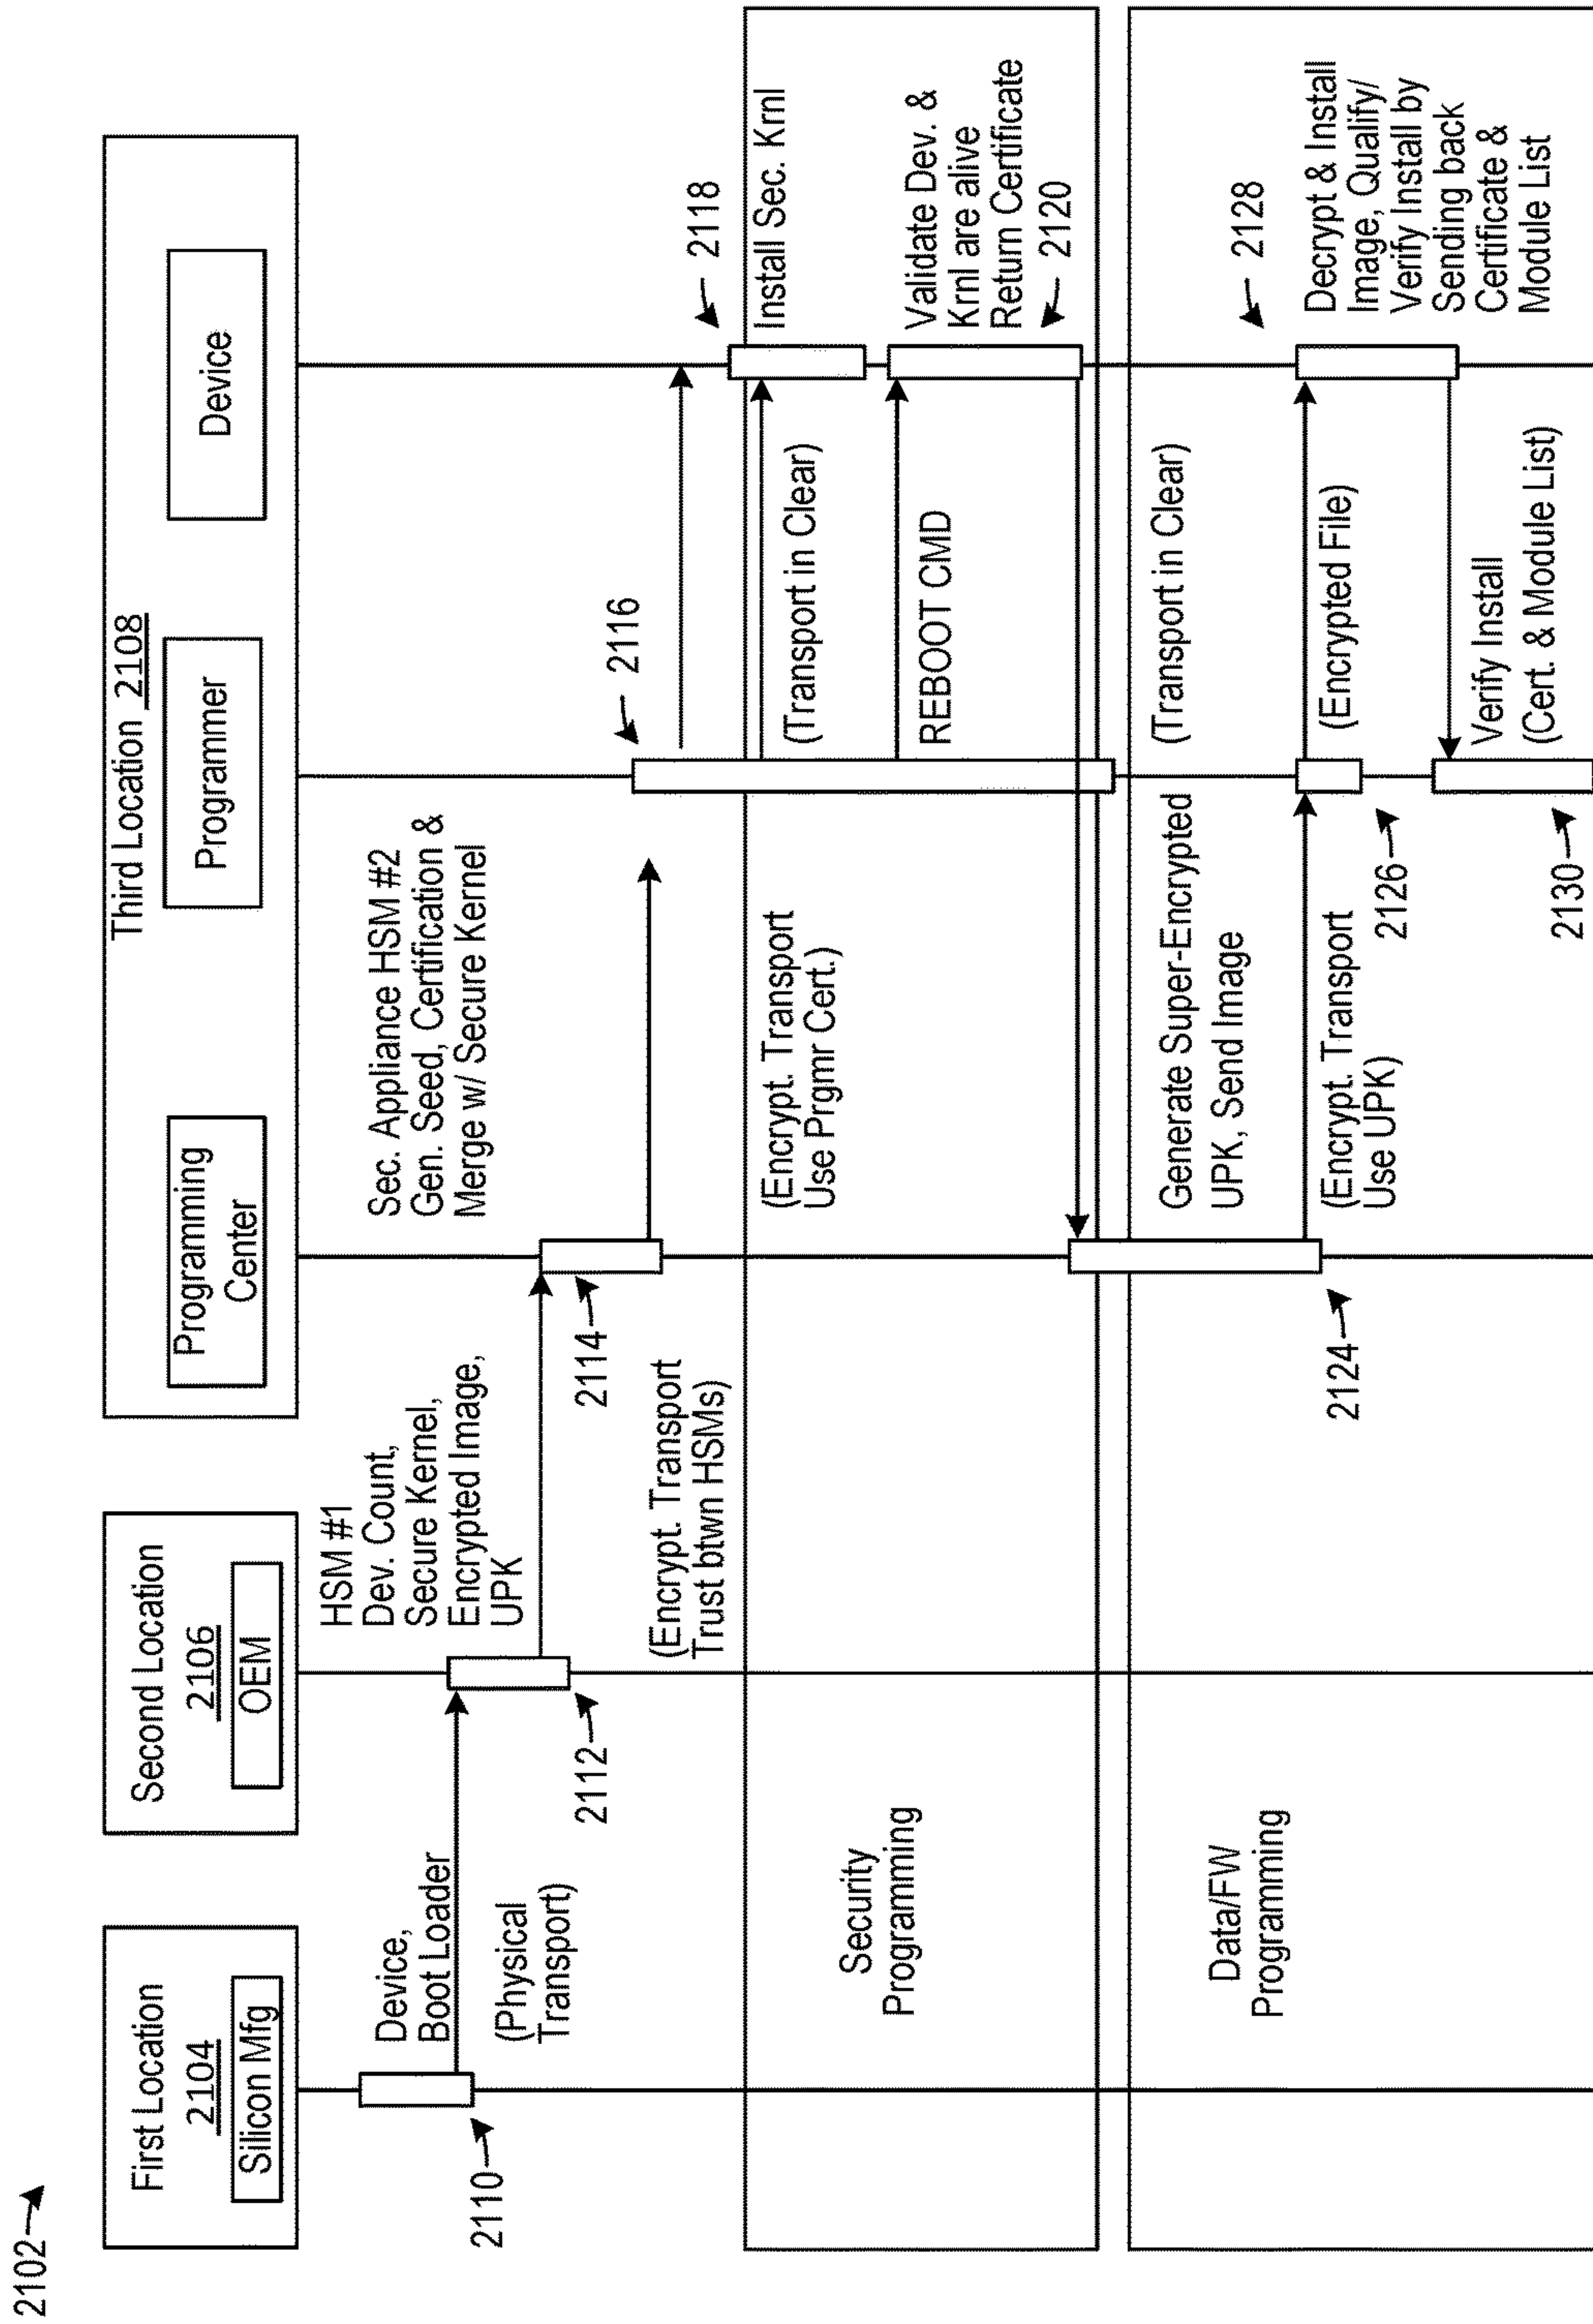 2102
First Location
2104
Silicon Mfg
Second Location
2106
OEM
Third Location 2108
Programming
Center
Programmer
Device
2110
Device,
Boot Loader
(Physical
Transport)
2112
HSM #1
Dev. Count,
Secure Kernel,
Encrypted Image,
UPK
(Encrypt. Transport
Trust btwn HSMs)
2114
Sec. Appliance HSM #2
Gen. Seed, Certification &
Merge w/ Secure Kernel
2116
2118
Security
Programming
(Encrypt. Transport
Use Prgmr Cert.)
(Transport in Clear)
Install Sec. Krnl
REBOOT CMD
Validate Dev. &
Krnl are alive
Return Certificate
2120
Data/FW
Programming
2124
Generate Super-Encrypted
UPK, Send Image
(Encrypt. Transport
Use UPK)
(Transport in Clear)
2126
(Encrypted File)
2128
Decrypt & Install
Image, Qualify/
Verify Install by
Sending back
Certificate &
Module List
2130
Verify Install
(Cert. & Module List)